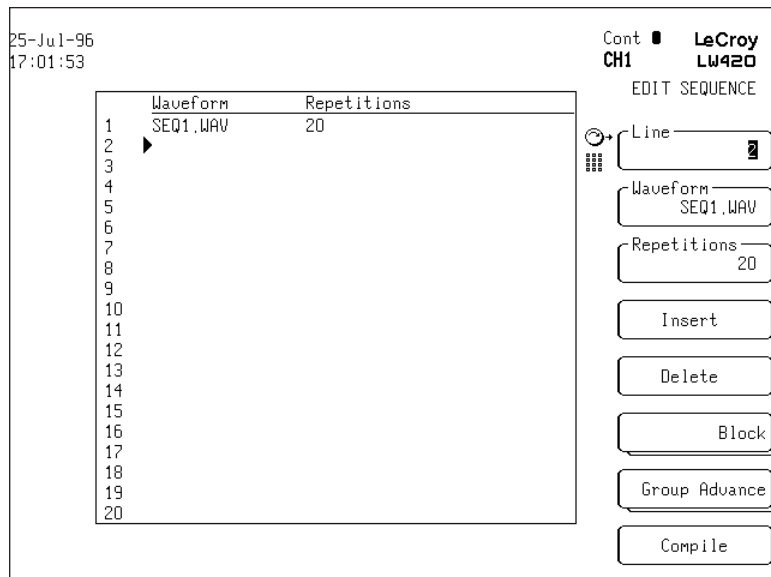 25-Jul-96
17:01:53
Cont
LeCroy
CH1
LW420
EDIT SEQUENCE
Waveform Repetitions
1 SEQ1.WAV 20
2
3
4
5
6
7
8
9
10
11
12
13
14
15
16
17
18
19
20
Line
2
Waveform
SEQ1.WAV
Repetitions
20
Insert
Delete
Block
Group Advance
Compile